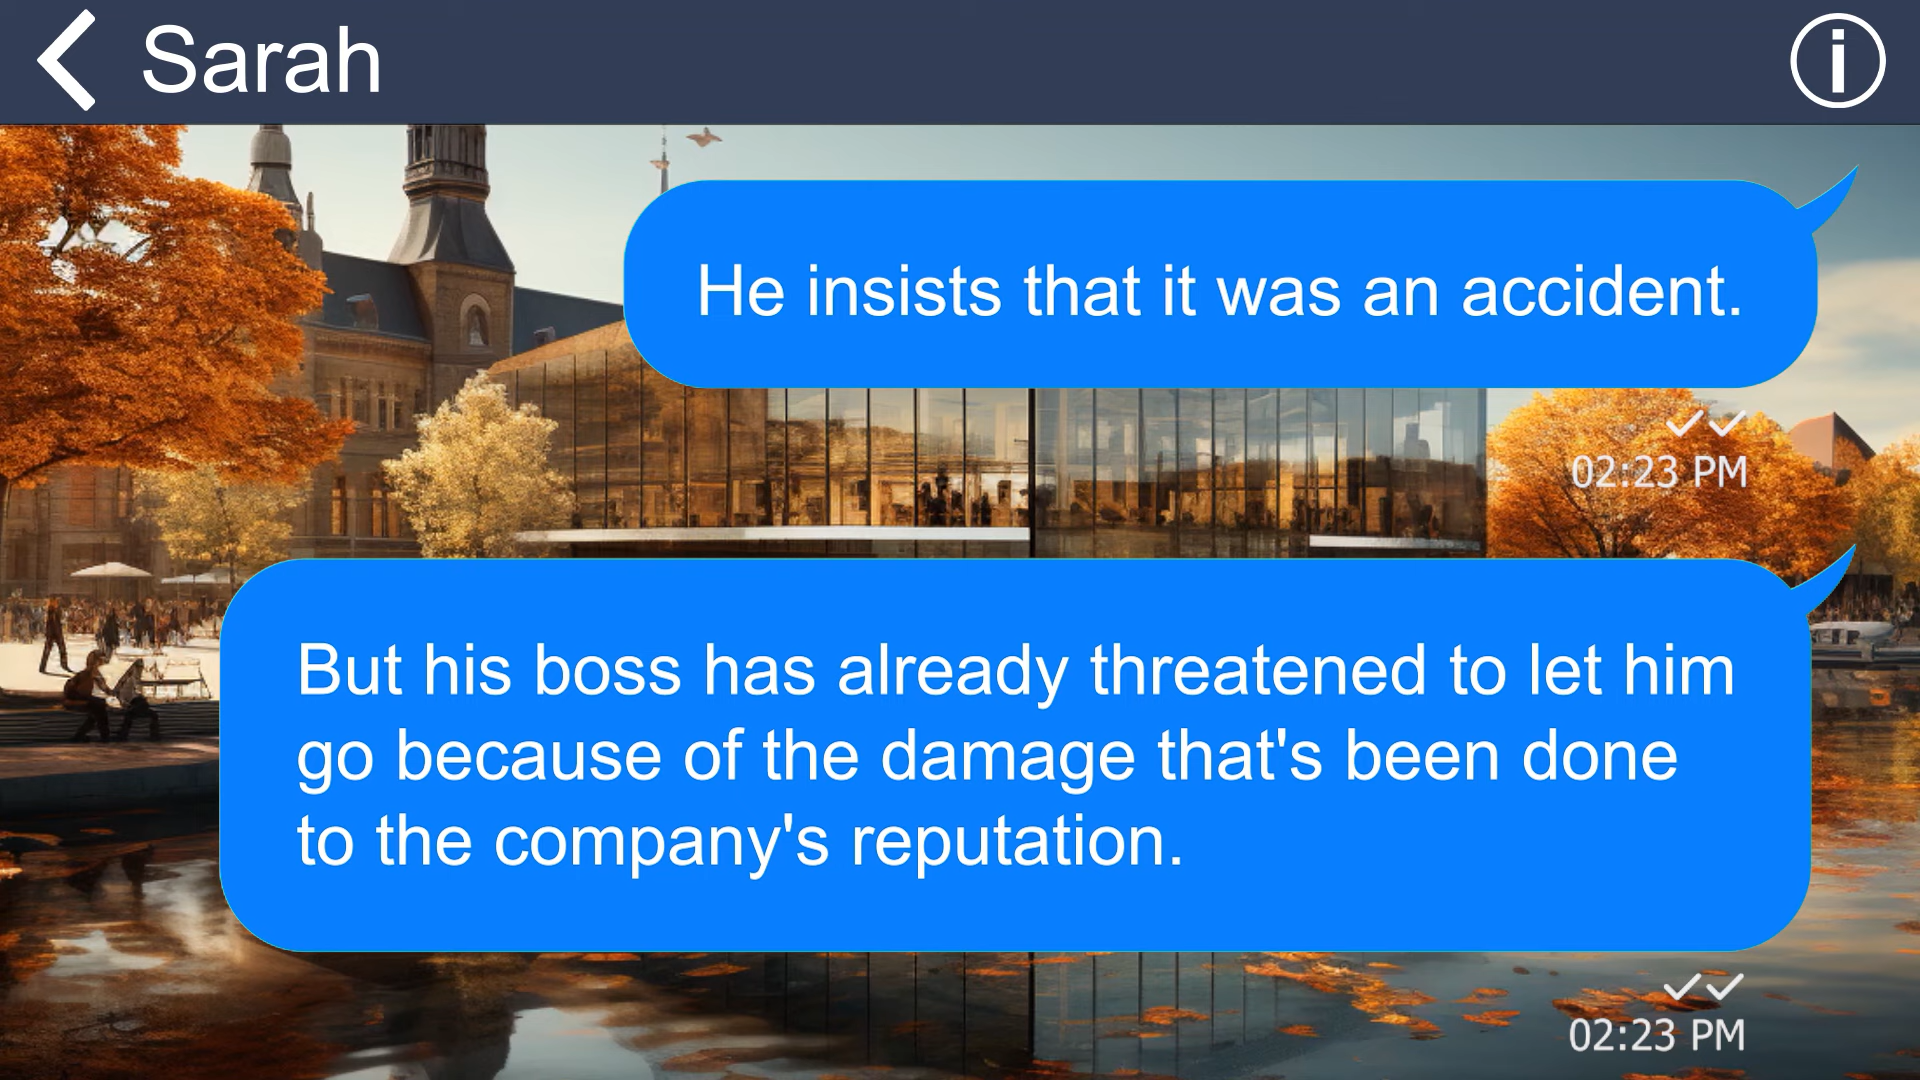 Sarah
He insists that it was an accident.
02:23 PM
But his boss has already threatened to let him
go because of the damage that's been done
to the company's reputation.
02:23 PM